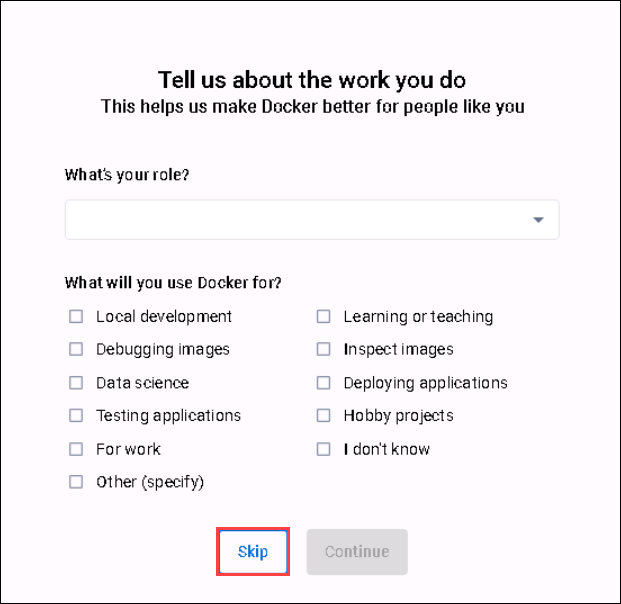 Tell us about the work you do
This helps us make Docker better for people like you
What's your role?
What will you use Docker for?
Local development
Learning or teaching
Debugging images
Inspect images
Data science
Deploying applications
Testing applications
Hobby projects
For work
I don't know
Other (specify)
Skip
Continue